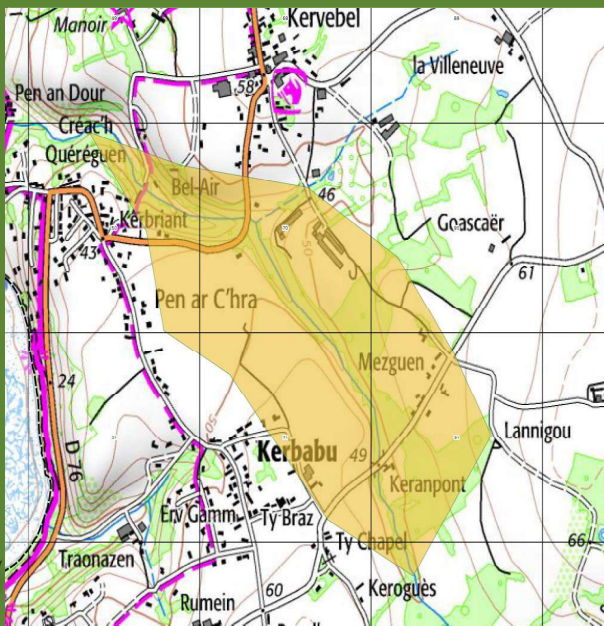 Manoir
Kervebel
la Villeneuve
Pen an Dour
58
Créac'h
Quéréguen
Bel-Air
46
Kerbriant
Goascaër
43
50
61
Pen ar C'hra
Mezguen
24
Lannigou
50
D 76
Kerbabu
49
Keranpont
Erv Gamm
Ty Braz
Ty Chapel
66
Traonazen
Keroguès
60
Rumein